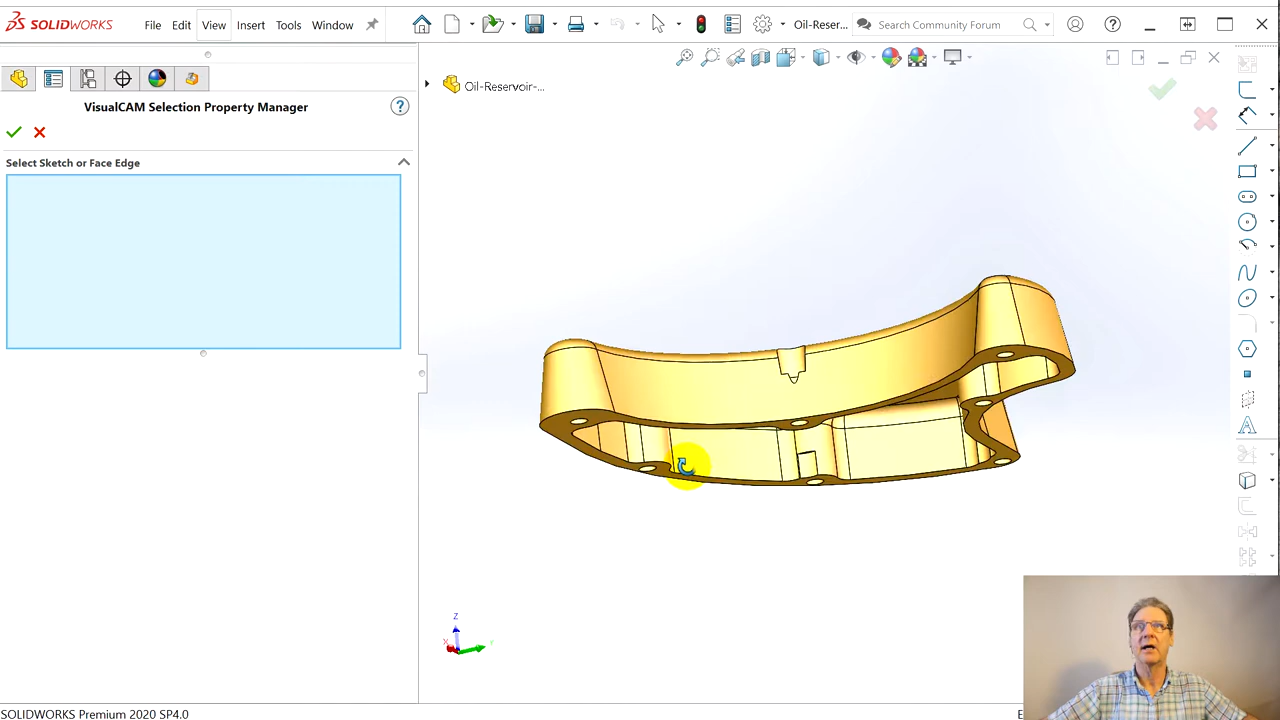 SOLIDWORKS File Edit View Insert Tools Window Oil-Reser... Search Community Forum
Oil-Reservoir-...
VisualCAM Selection Property Manager
Select Sketch or Face Edge
Z
X
Y
SOLIDWORKS Premium 2020 SP4.0
E